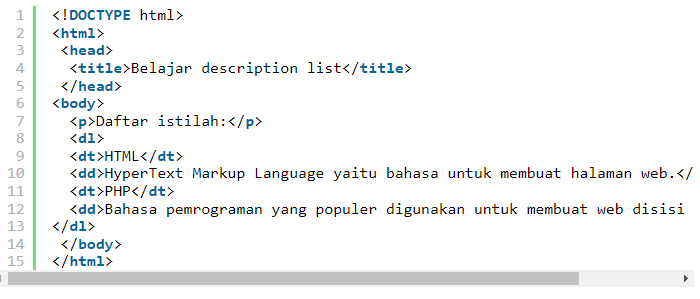 1 <!DOCTYPE html>
2 <html>
3 <head>
4 <title>Belajar description list</title>
5 </head>
6 <body>
7 <p>Daftar istilah:</p>
8 <dl>
9 <dt>HTML</dt>
10 <dd>HyperText Markup Language yaitu bahasa untuk membuat halaman web.</
11 <dt>PHP</dt>
12 <dd>Bahasa pemrograman yang populer digunakan untuk membuat web disisi
13 </dl>
14 </body>
15 </html>